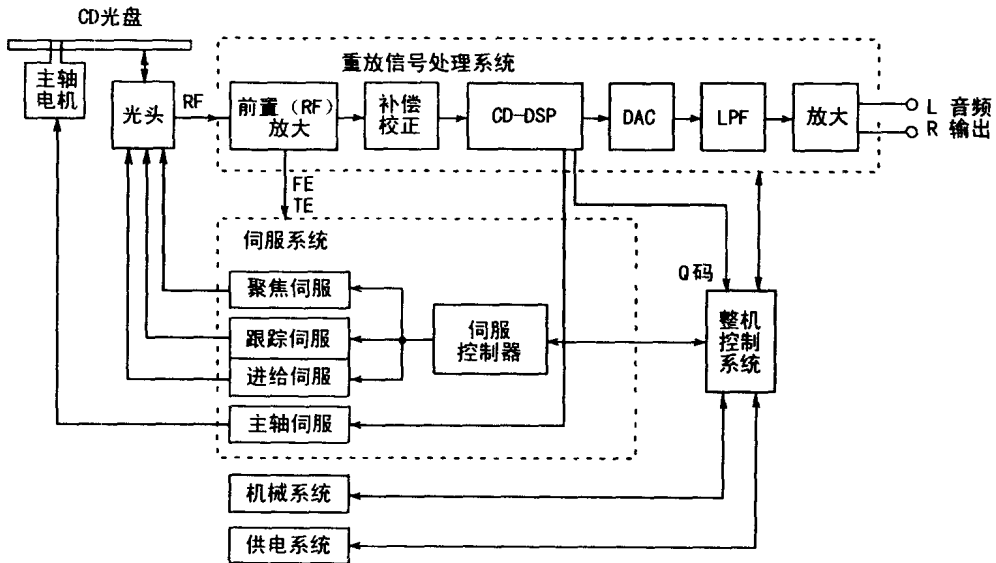 CD光盘
重放信号处理系统
主轴
电机
光头
RF
前置（RF）
放大
补偿
校正
CD-DSP
DAC
LPF
放大
L 音频
R 输出
FE
TE
伺服系统
Q码
聚焦伺服
跟踪伺服
进给伺服
主轴伺服
伺服
控制器
整机
控制
系统
机械系统
供电系统